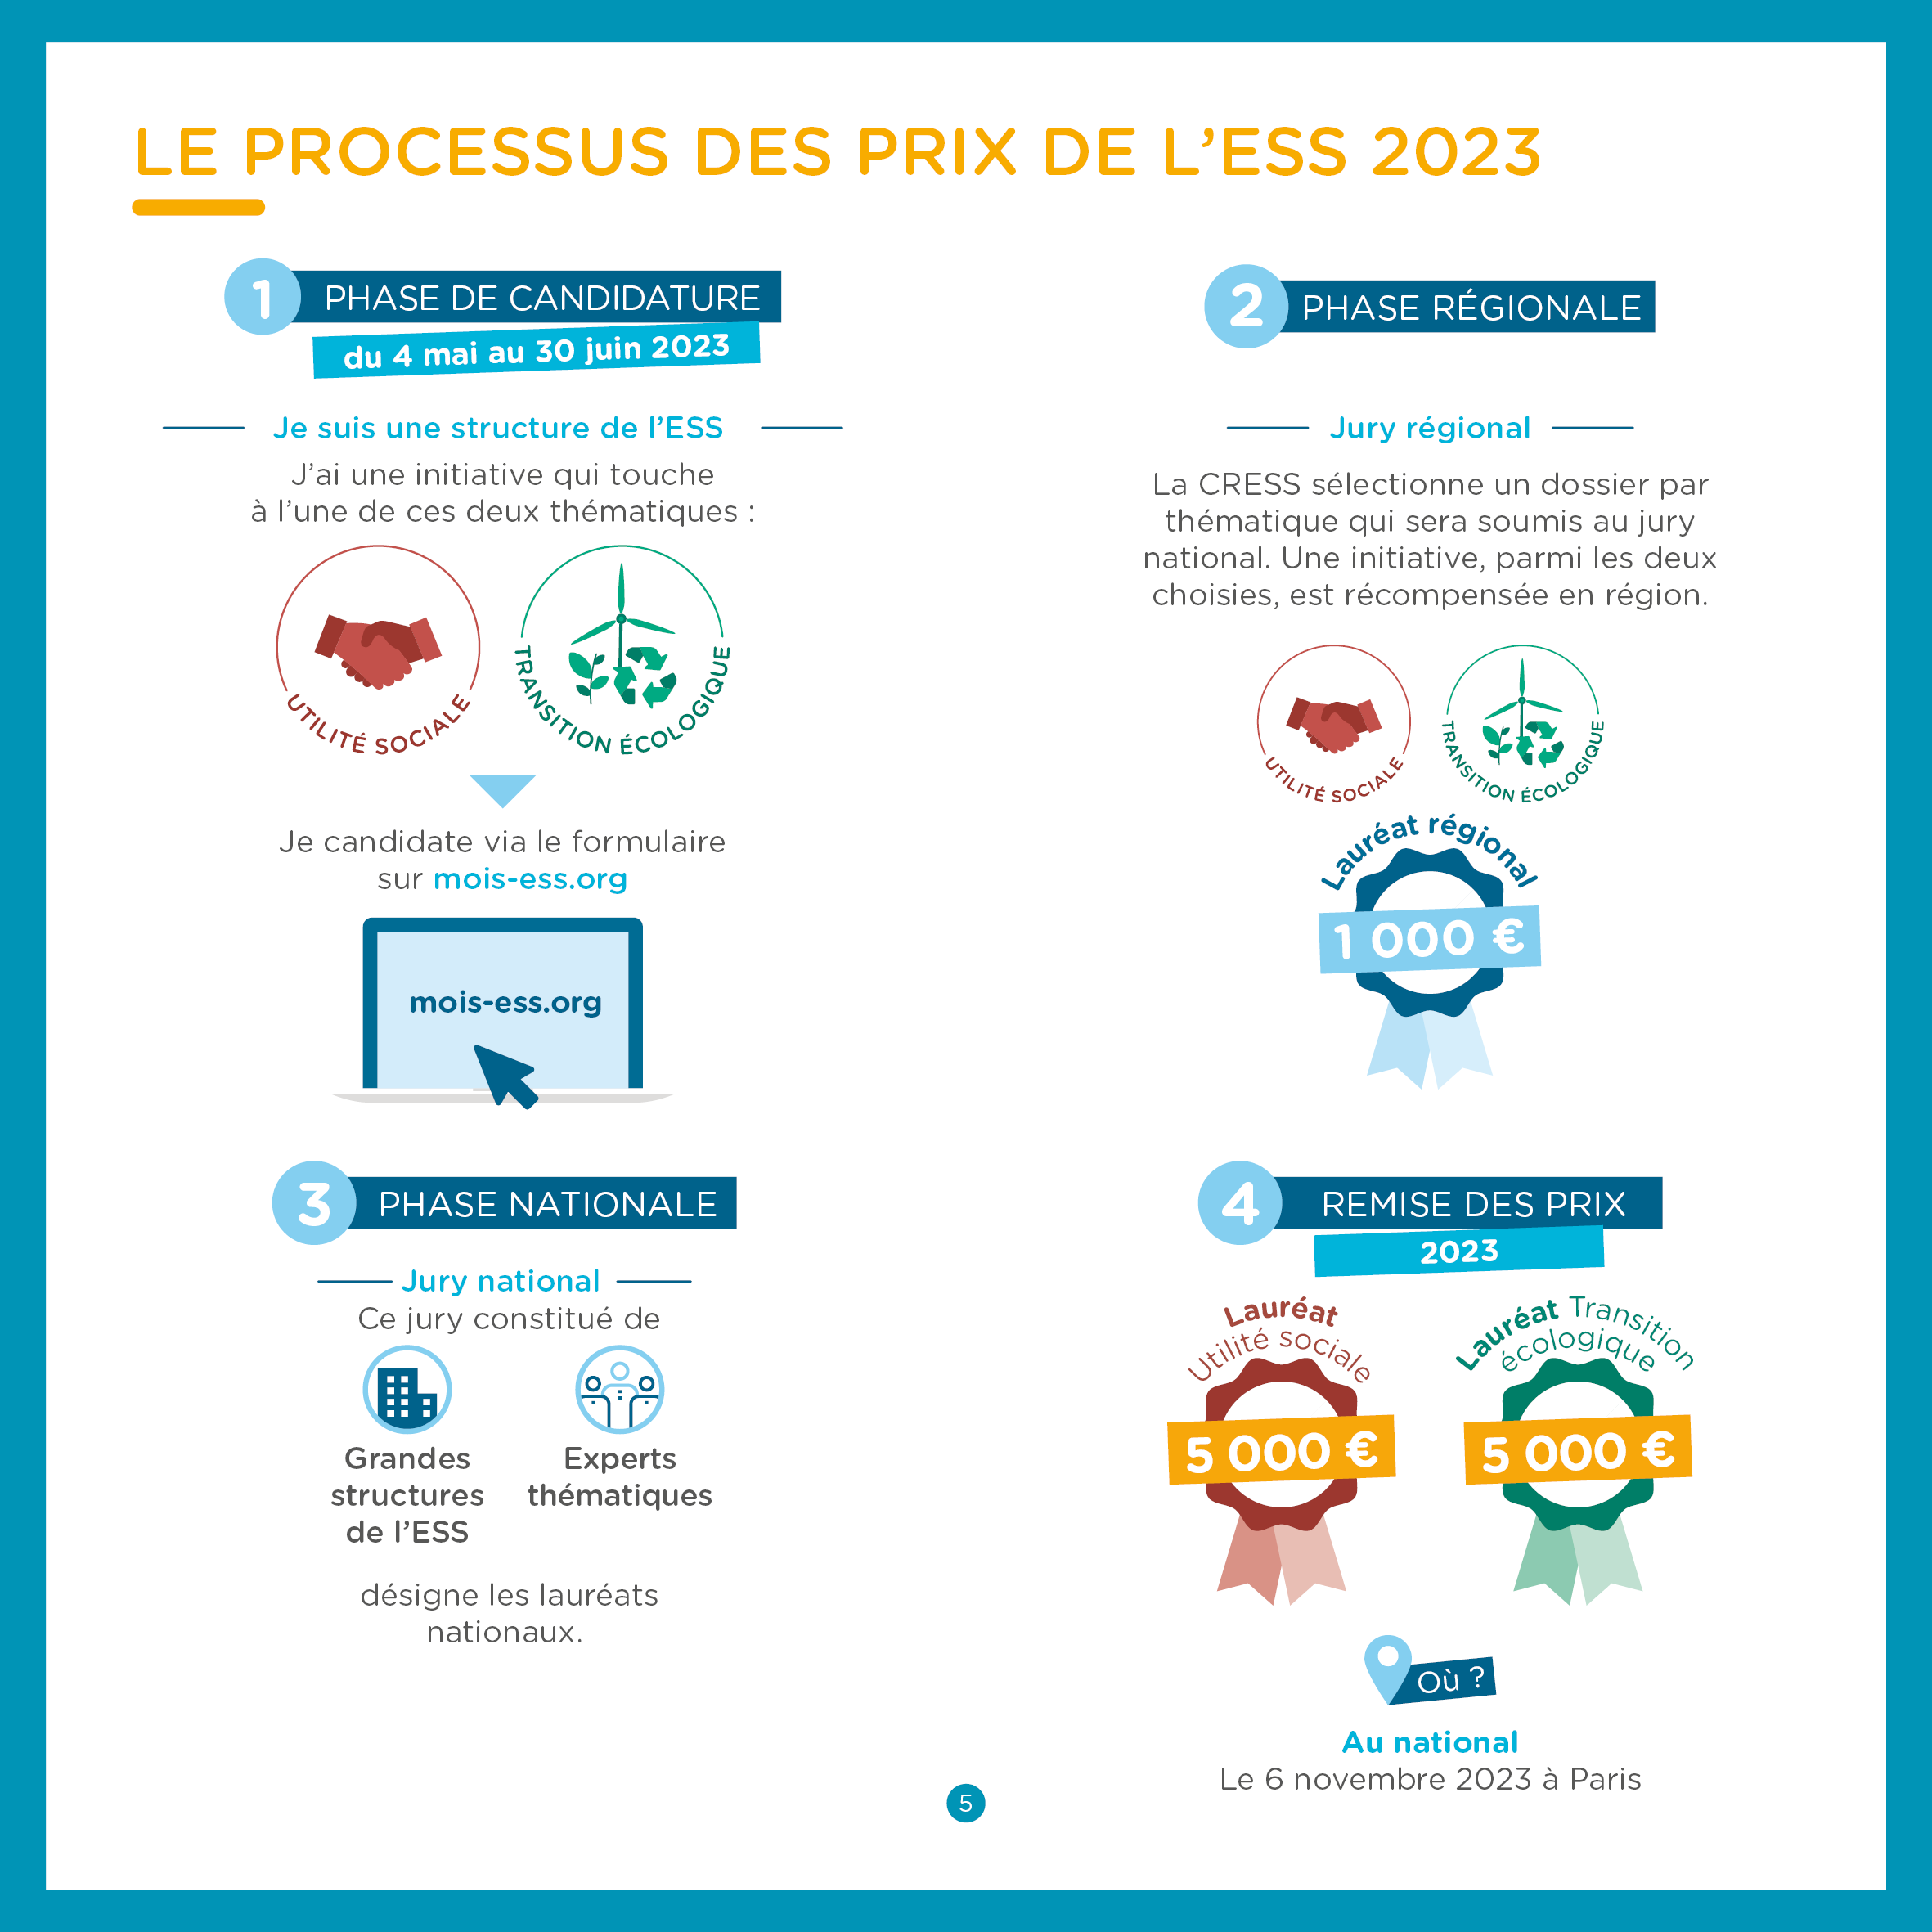 LE PROCESSUS DES PRIX DE L’ESS 2023
1
PHASE DE CANDIDATURE
du 4 mai au 30 juin 2023
Je suis une structure de l’ESS
J’ai une initiative qui touche
à l’une de ces deux thématiques :
UTILITÉ SOCIALE
TRANSITION ÉCOLOGIQUE
Je candidate via le formulaire
sur mois-ess.org
mois-ess.org
2
PHASE RÉGIONALE
Jury régional
La CRESS sélectionne un dossier par
thématique qui sera soumis au jury
national. Une initiative, parmi les deux
choisies, est récompensée en région.
UTILITÉ SOCIALE
TRANSITION ÉCOLOGIQUE
Lauréat régional
1 000 €
3
PHASE NATIONALE
Jury national
Ce jury constitué de
Grandes
structures
de l’ESS
Experts
thématiques
désigne les lauréats
nationaux.
4
REMISE DES PRIX
2023
Lauréat
Utilité sociale
5 000 €
Lauréat Transition
écologique
5 000 €
Où ?
Au national
Le 6 novembre 2023 à Paris
5